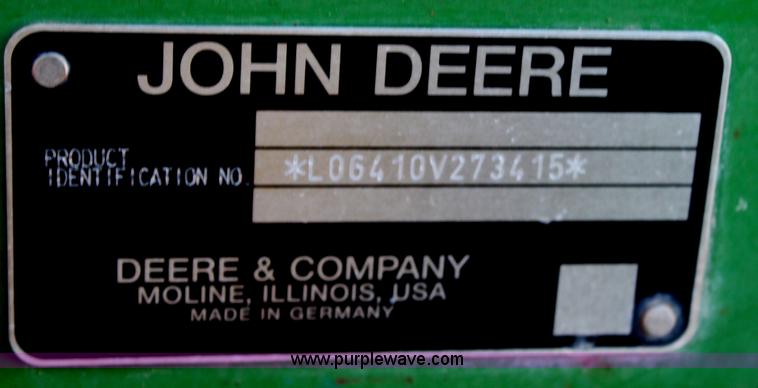 JOHN DEERE
PRODUCT
IDENTIFICATION NO.
*L06410V273415*
DEERE & COMPANY
MOLINE, ILLINOIS, USA
MADE IN GERMANY
www.purplewave.com